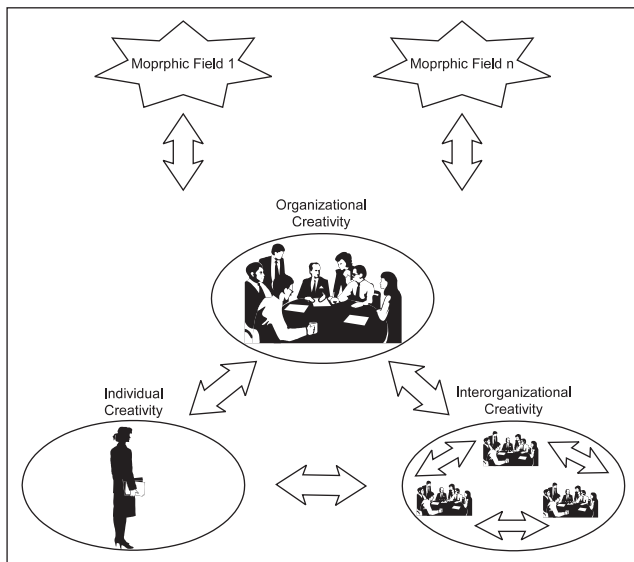 Moprphic Field 1
Moprphic Field n
Organizational
Creativity
Individual
Creativity
Interorganizational
Creativity